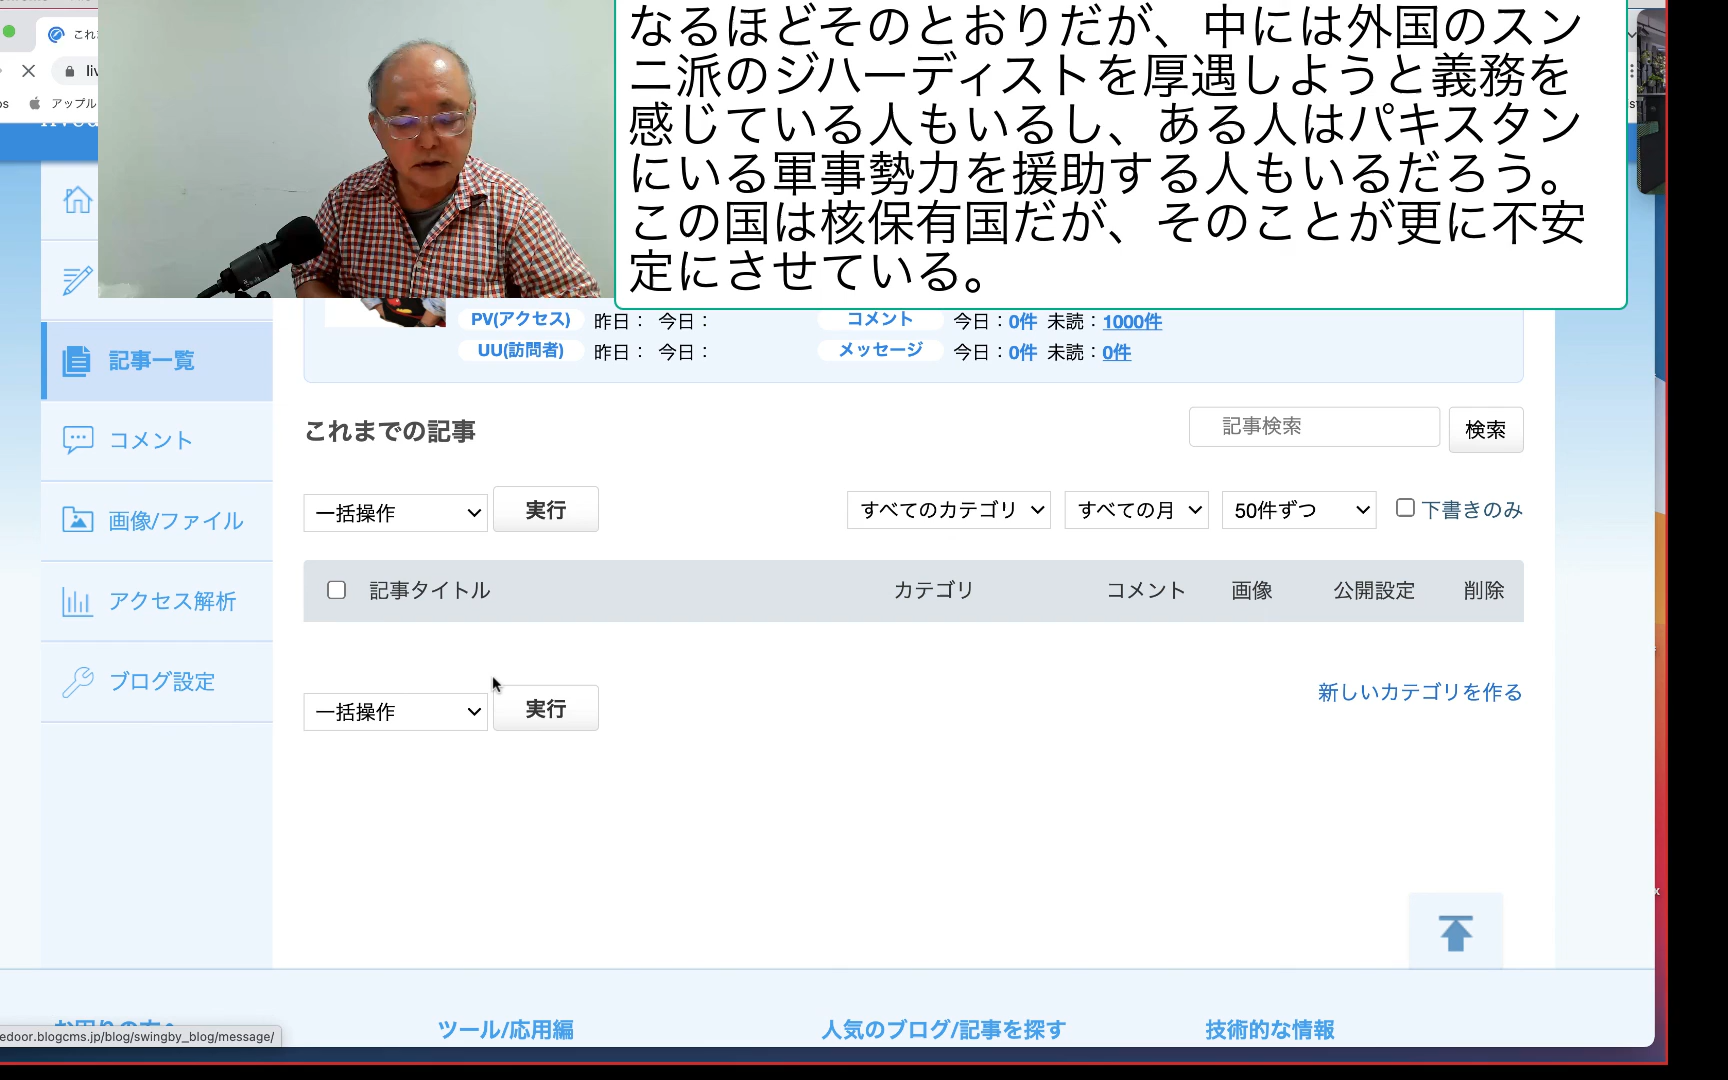 なるほどそのとおりだが、中には外国のスン
ニ派のジハーディストを厚遇しようと義務を
感じている人もいるし、ある人はパキスタン
にいる軍事勢力を援助する人もいるだろう。
この国は核保有国だが、そのことが更に不安
定にさせている。
これ
liv
os アップル
PV(アクセス) 昨日： 今日： コメント 今日：0件 未読：1000件
UU(訪問者) 昨日： 今日： メッセージ 今日：0件 未読：0件
記事一覧
コメント
画像/ファイル
アクセス解析
ブログ設定
これまでの記事 記事検索 検索
一括操作 実行 すべてのカテゴリ すべての月 50件ずつ 下書きのみ
記事タイトル カテゴリ コメント 画像 公開設定 削除
一括操作 実行 新しいカテゴリを作る
ツール/応用編 人気のブログ/記事を探す 技術的な情報
edoor.blogcms.jp/blog/swingby_blog/message/